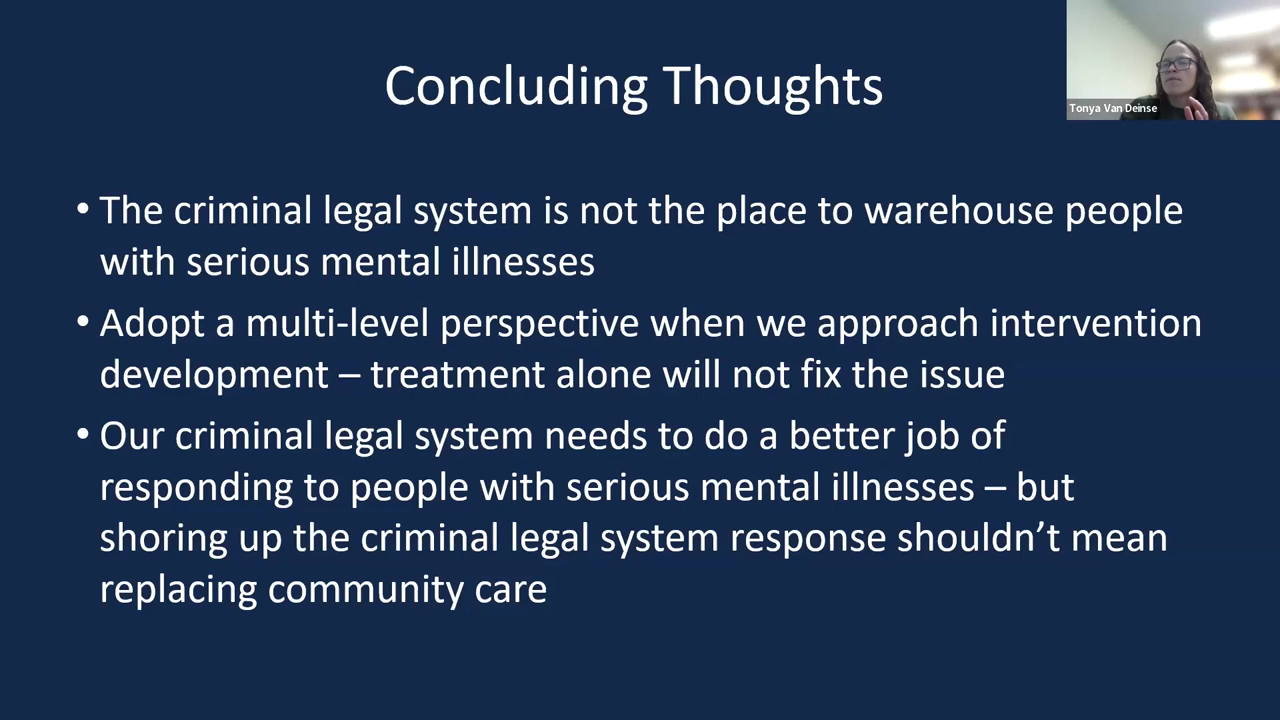 Concluding Thoughts
Tonya Van Deinse
• The criminal legal system is not the place to warehouse people
with serious mental illnesses
• Adopt a multi-level perspective when we approach intervention
development – treatment alone will not fix the issue
• Our criminal legal system needs to do a better job of
responding to people with serious mental illnesses – but
shoring up the criminal legal system response shouldn’t mean
replacing community care